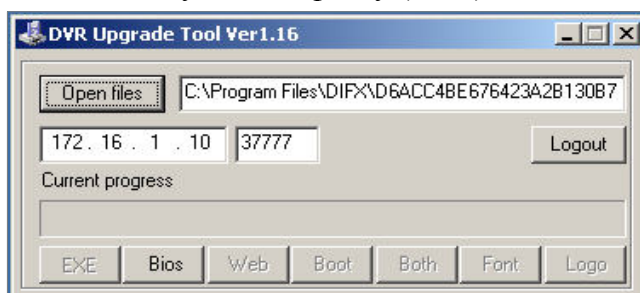 DVR Upgrade Tool Ver1.16
Open files C:\Program Files\DIFX\D6ACC4BE676423A2B130B7
172 . 16 . 1 . 10 37777 Logout
Current progress
EXE Bios Web Boot Both Font Logo